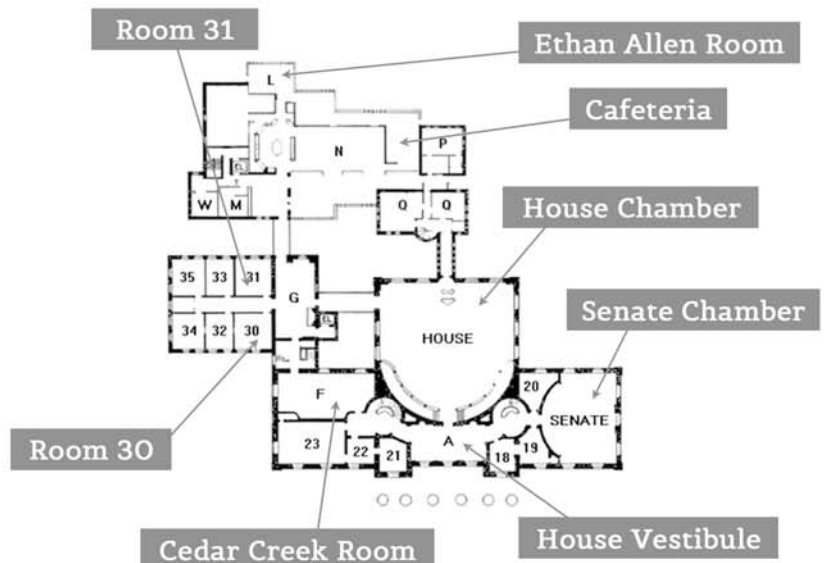 Room 31
Ethan Allen Room
L
Cafeteria
N
P
W
M
Q
Q
House Chamber
35
33
31
G
Senate Chamber
34
32
30
EL
HOUSE
20
F
SENATE
Room 30
23
22
21
A
18
19
Cedar Creek Room
House Vestibule